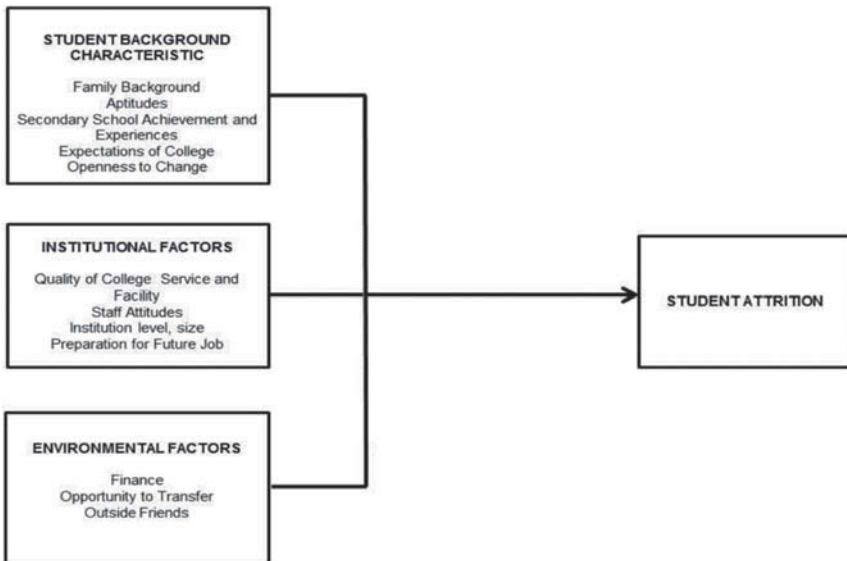 STUDENT BACKGROUND
CHARACTERISTIC
Family Background
Aptitudes
Secondary School Achievement and
Experiences
Expectations of College
Openness to Change
INSTITUTIONAL FACTORS
Quality of College Service and
Facility
Staff Attitudes
Institution level, size
Preparation for Future Job
STUDENT ATTRITION
ENVIRONMENTAL FACTORS
Finance
Opportunity to Transfer
Outside Friends